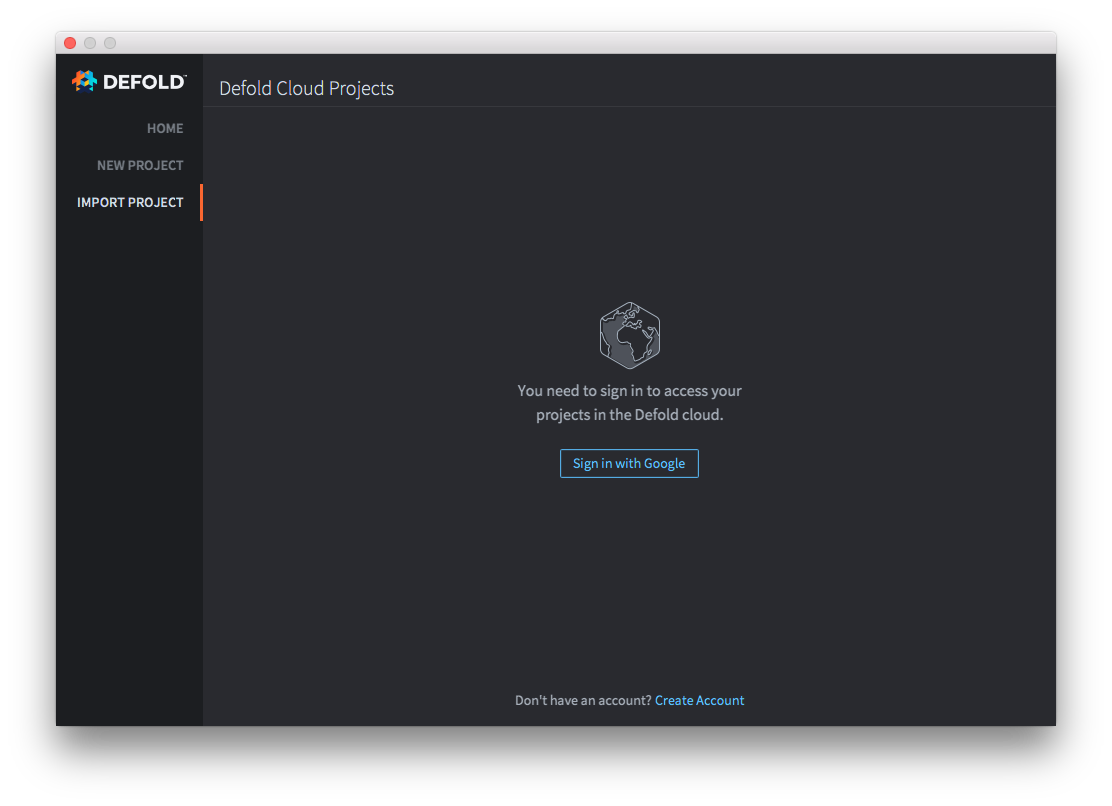 DEFOLD™
HOME
NEW PROJECT
IMPORT PROJECT
Defold Cloud Projects
You need to sign in to access your
projects in the Defold cloud.
Sign in with Google
Don't have an account? Create Account